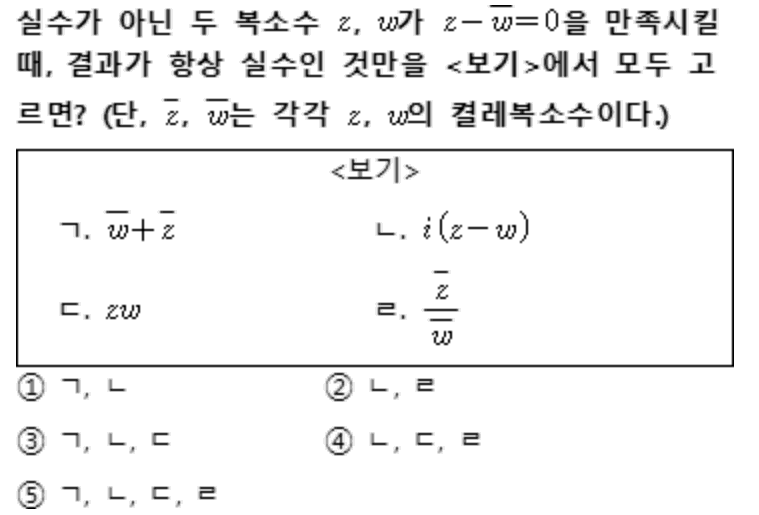 실수가 아닌 두 복소수 z, w가 z-w̅=0을 만족시킬
때, 결과가 항상 실수인 것만을 <보기>에서 모두 고
르면? (단, z̅, w̅는 각각 z, w의 켤레복소수이다.)
<보기>
ㄱ. w̅+z̅ ㄴ. i(z-w)
ㄷ. zw ㄹ. z̅/w̅
① ㄱ, ㄴ ② ㄴ, ㄹ
③ ㄱ, ㄴ, ㄷ ④ ㄴ, ㄷ, ㄹ
⑤ ㄱ, ㄴ, ㄷ, ㄹ